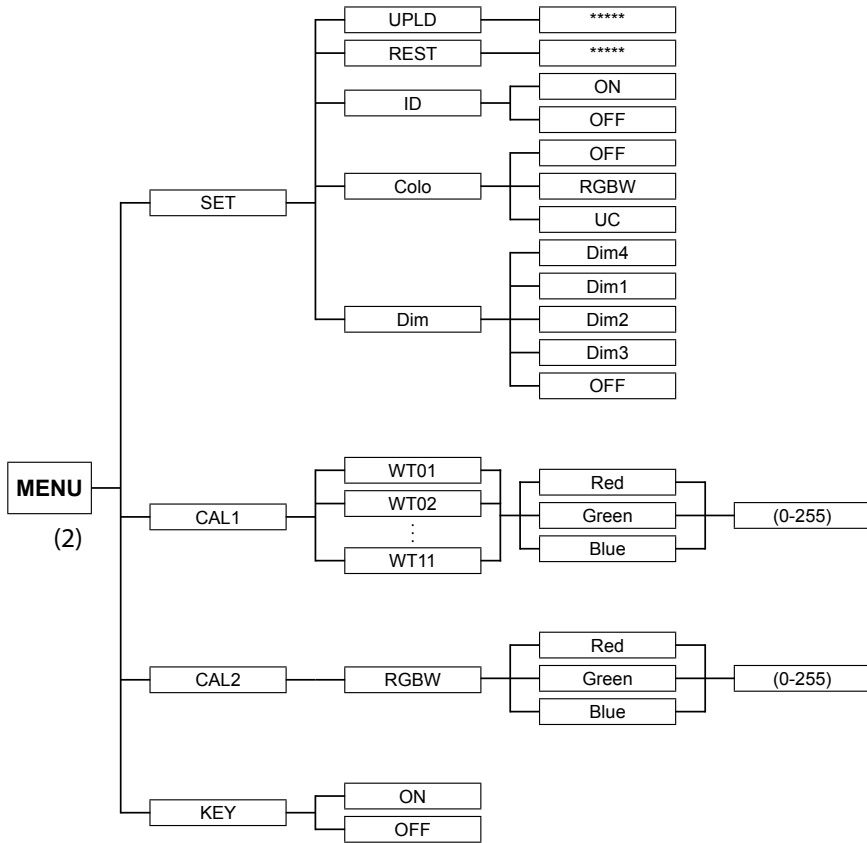 UPLD *****
REST *****
ID
ON
OFF
SET
Colo
OFF
RGBW
UC
Dim
Dim4
Dim1
Dim2
Dim3
OFF
MENU
(2)
CAL1
WT01
WT02
⋮
WT11
Red
Green
Blue
(0-255)
CAL2
RGBW
Red
Green
Blue
(0-255)
KEY
ON
OFF